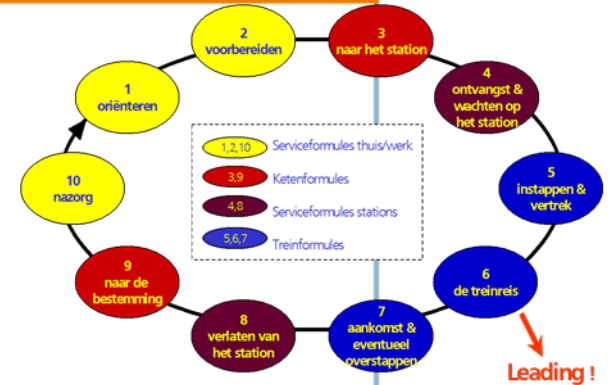 1
oriënteren
2
voorbereiden
3
naar het station
4
ontvangst &
wachten op
het station
5
instappen &
vertrek
6
de treinreis
7
aankomst &
eventueel
overstappen
8
verlaten van
het station
9
naar de
bestemming
10
nazorg
1,2,10 Serviceformules thuis/werk
3,9 Ketenformules
4,8 Serviceformules stations
5,6,7 Treinformules
Leading !